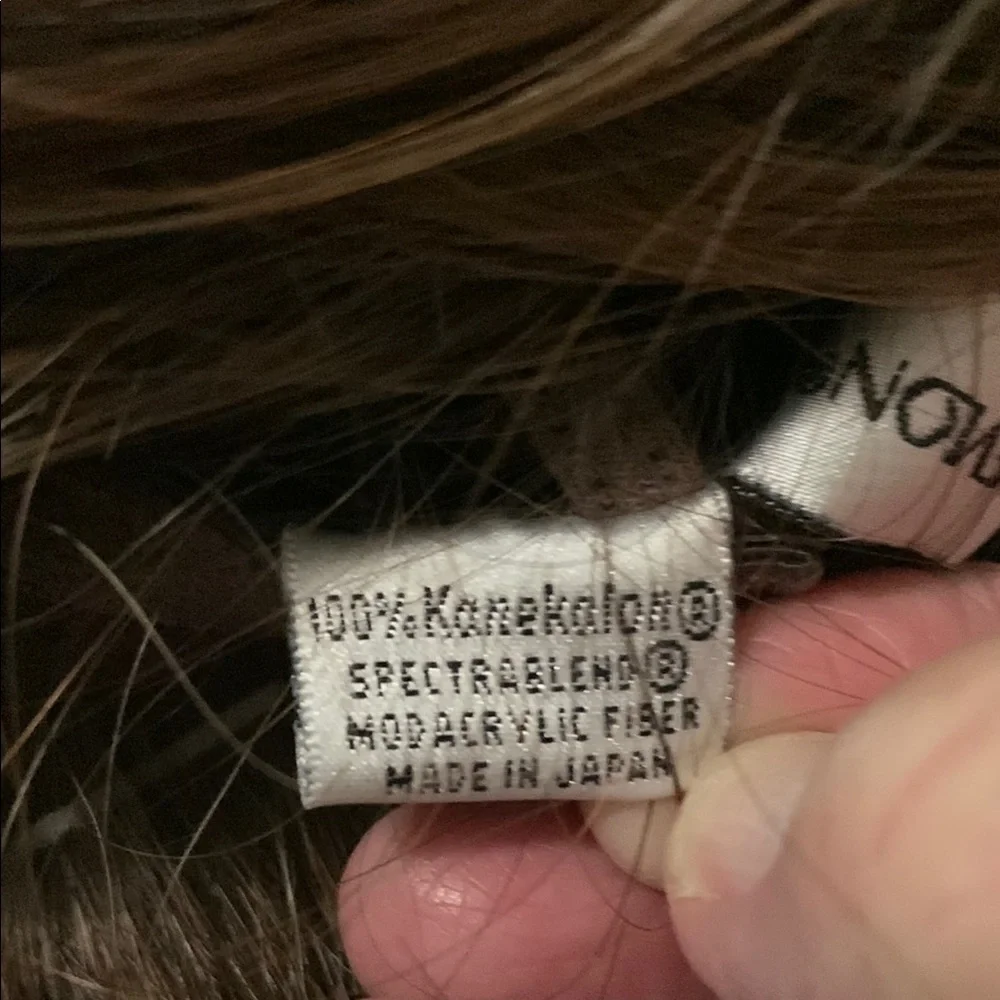 100% Kanekalon®
SPECTRABLEND®
MODACRYLIC FIBER
MADE IN JAPAN